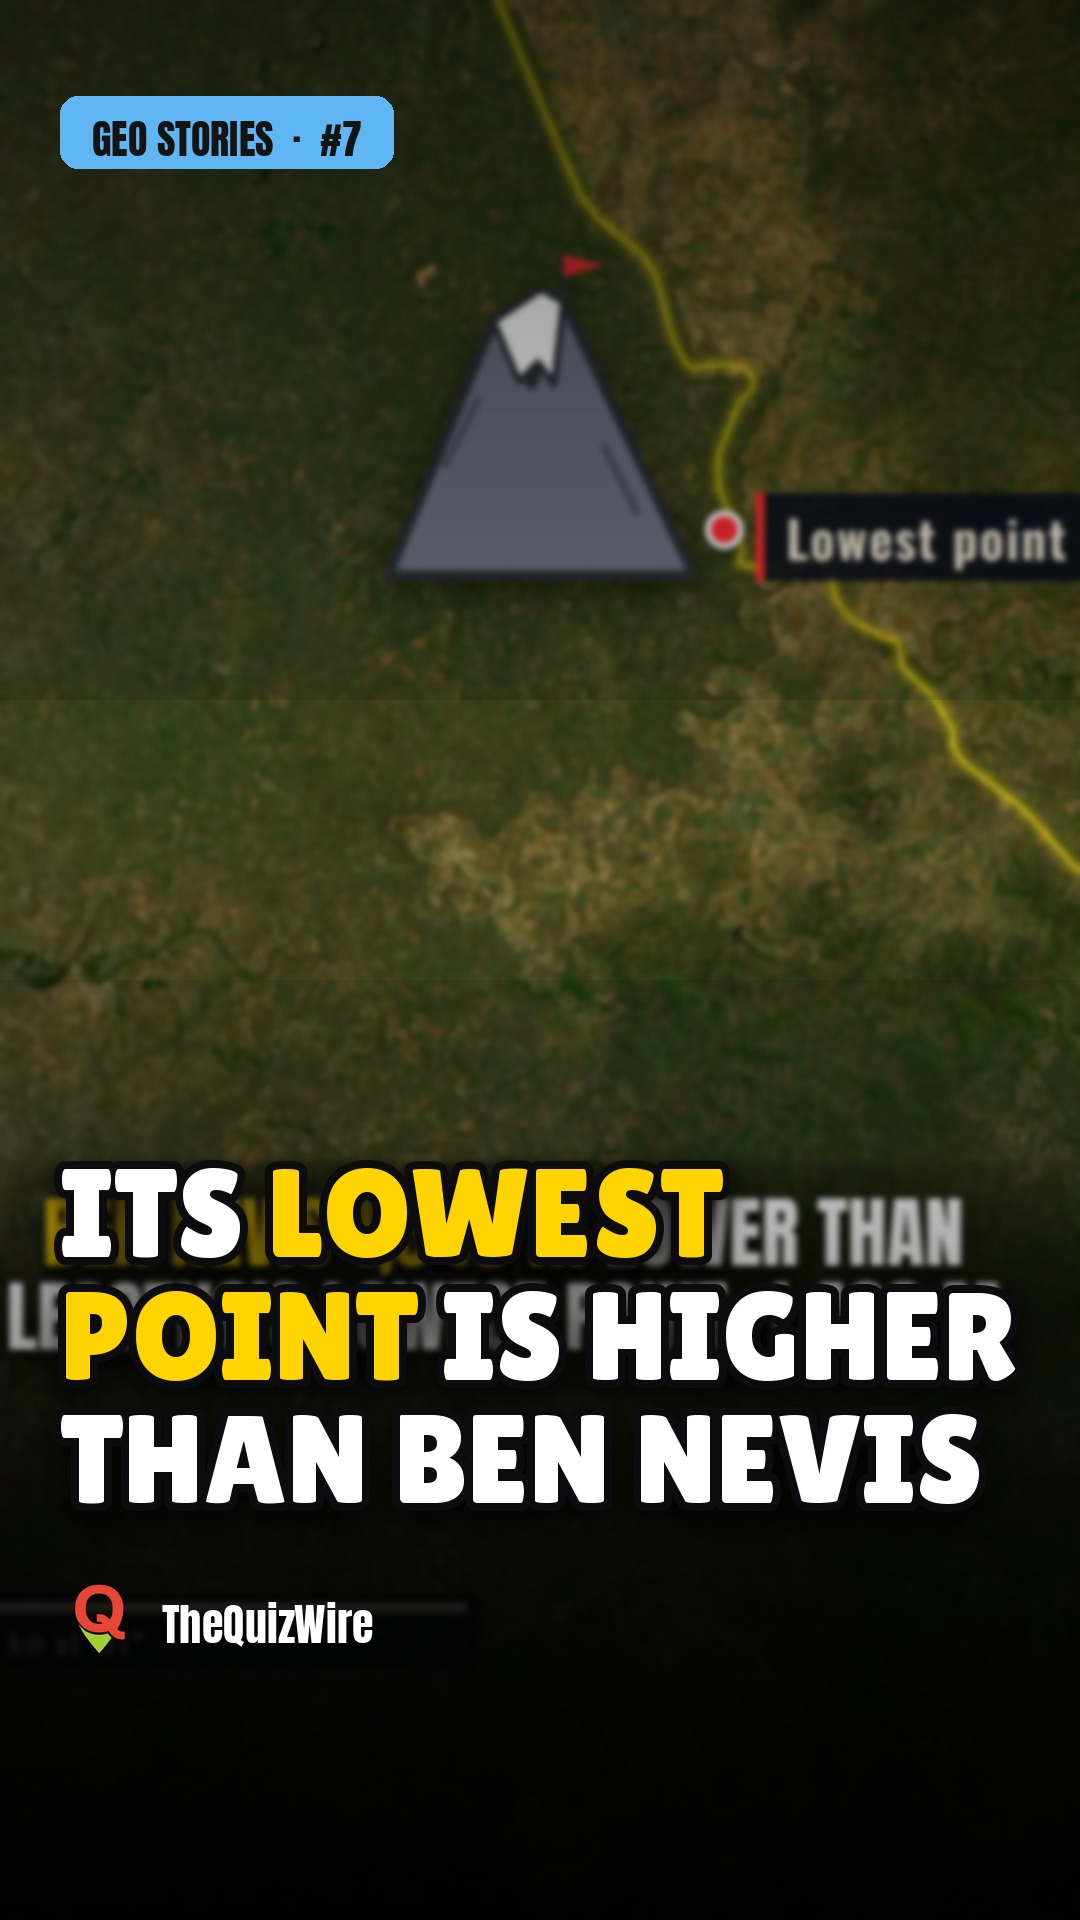 GEO STORIES · #7
Lowest point
ITS LOWEST
POINT IS HIGHER
THAN BEN NEVIS
TheQuizWire